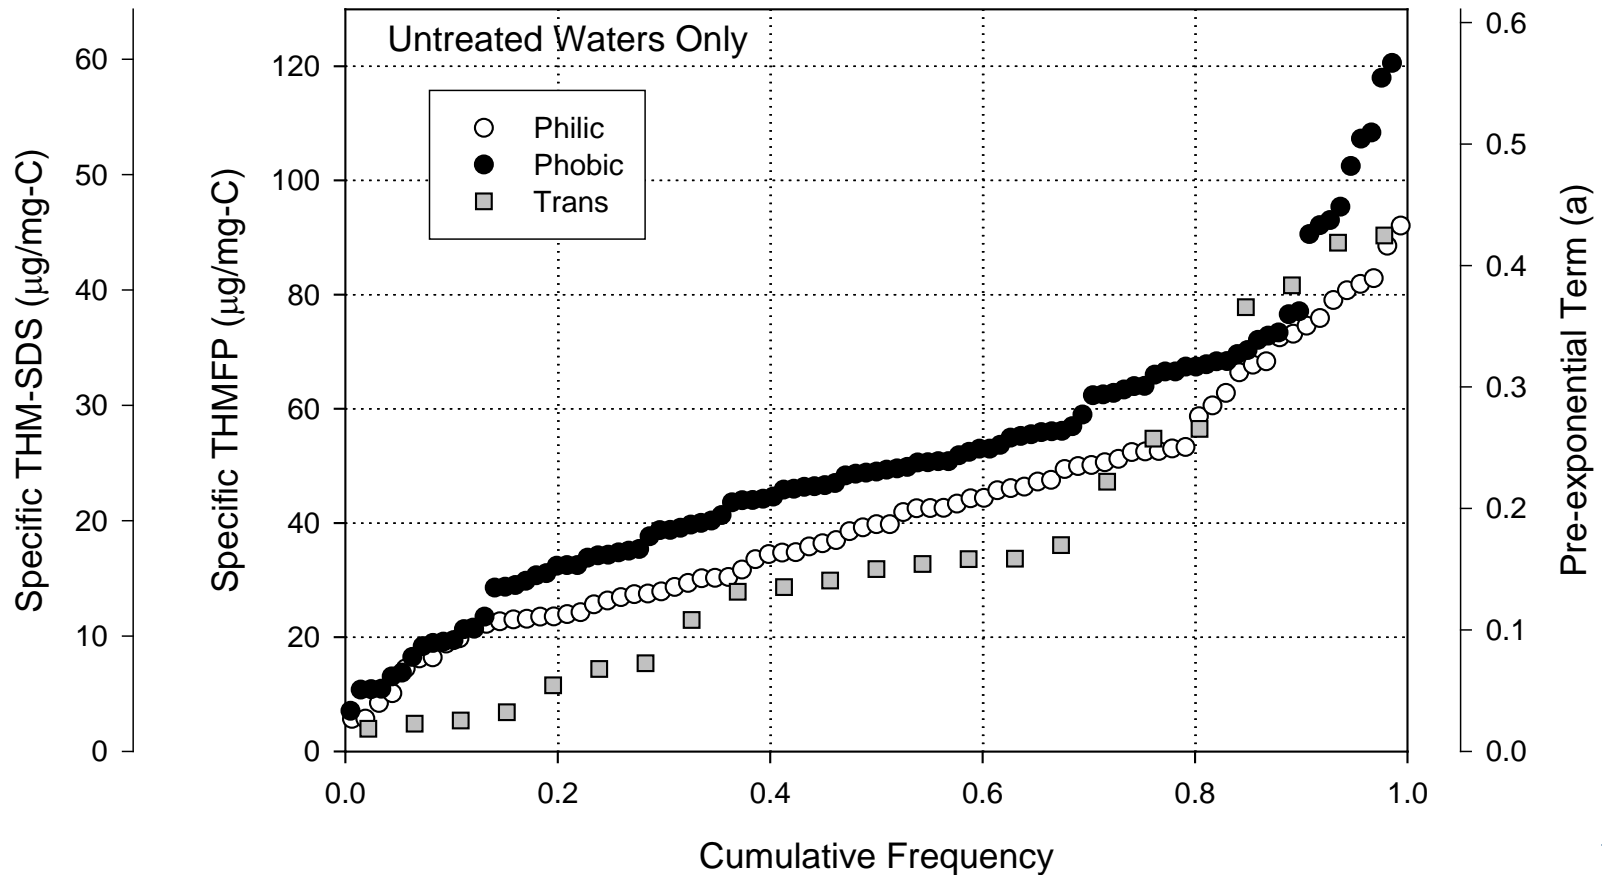 Untreated Waters Only
Philic
Phobic
Trans
Specific THM-SDS (μg/mg-C)
60
50
40
30
20
10
0
Specific THMFP (μg/mg-C)
120
100
80
60
40
20
0
0.6
0.5
0.4
0.3
0.2
0.1
0.0
Pre-exponential Term (a)
0.0 0.2 0.4 0.6 0.8 1.0
Cumulative Frequency